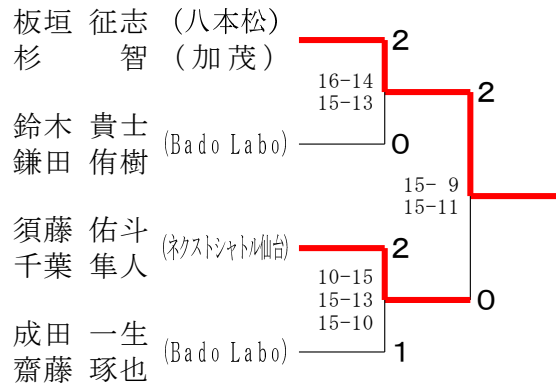 板垣 征志 (八本松)
杉 智 (加茂)
2
16-14
15-13
2
鈴木 貴士
鎌田 侑樹
(Bado Labo)
0
15- 9
15-11
須藤 佑斗
千葉 隼人
(ネクストシャトル仙台)
2
10-15
15-13
15-10
0
成田 一生
齋藤 琢也
(Bado Labo)
1